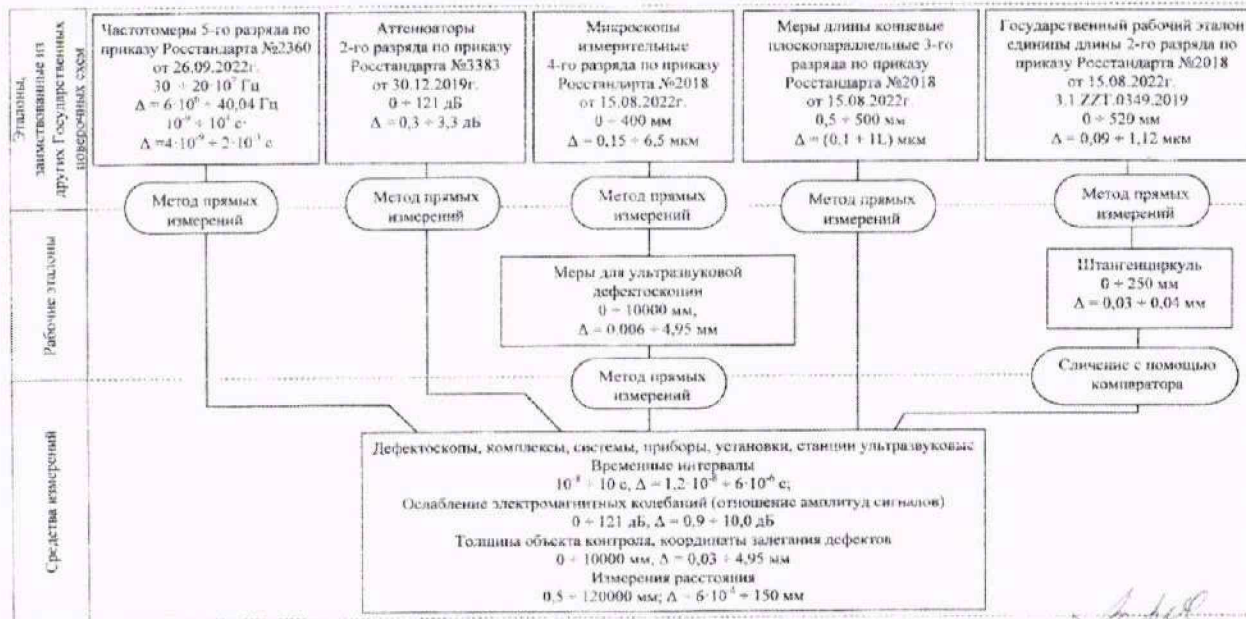 Эталоны,
заимствованные из
других Государственных
поверочных схем
Частотомеры 5-го разряда по
приказу Росстандарта №2360
от 26.09.2022г.
30 ÷ 20·10⁷ Гц
Δ = 6·10⁶ ÷ 40,04 Гц
10⁻⁹ ÷ 10⁴ с
Δ =4·10⁻⁹ ÷ 2·10⁻³ с
Аттенюаторы
2-го разряда по приказу
Росстандарта №3383
от 30.12.2019г.
0 ÷ 121 дБ
Δ = 0,3 ÷ 3,3 дБ
Микроскопы
измерительные
4-го разряда по приказу
Росстандарта №2018
от 15.08.2022г.
0 ÷ 400 мм
Δ = 0,15 ÷ 6,5 мкм
Меры длины концевые
плоскопараллельные 3-го
разряда по приказу
Росстандарта №2018
от 15.08.2022г.
0,5 ÷ 500 мм
Δ = (0,1 + 1L) мкм
Государственный рабочий эталон
единицы длины 2-го разряда по
приказу Росстандарта №2018
от 15.08.2022г.
3.1.ZZT.0349.2019
0 ÷ 520 мм
Δ = 0,09 ÷ 1,12 мкм
Метод прямых
измерений
Метод прямых
измерений
Метод прямых
измерений
Метод прямых
измерений
Метод прямых
измерений
Рабочие эталоны
Меры для ультразвуковой
дефектоскопии
0 ÷ 10000 мм,
Δ = 0,006 ÷ 4,95 мм
Штангенциркуль
0 ÷ 250 мм
Δ = 0,03 ÷ 0,04 мм
Метод прямых
измерений
Сличение с помощью
компаратора
Средства измерений
Дефектоскопы, комплексы, системы, приборы, установки, станции ультразвуковые
Временные интервалы
10⁻⁸ ÷ 10 с, Δ = 1,2·10⁻⁸ ÷ 6·10⁻⁶ с;
Ослабление электромагнитных колебаний (отношение амплитуд сигналов)
0 ÷ 121 дБ, Δ = 0,9 ÷ 10,0 дБ
Толщина объекта контроля, координаты залегания дефектов
0 ÷ 10000 мм, Δ = 0,03 ÷ 4,95 мм
Измерения расстояния
0,5 ÷ 120000 мм; Δ = 6·10⁻⁴ ÷ 150 мм